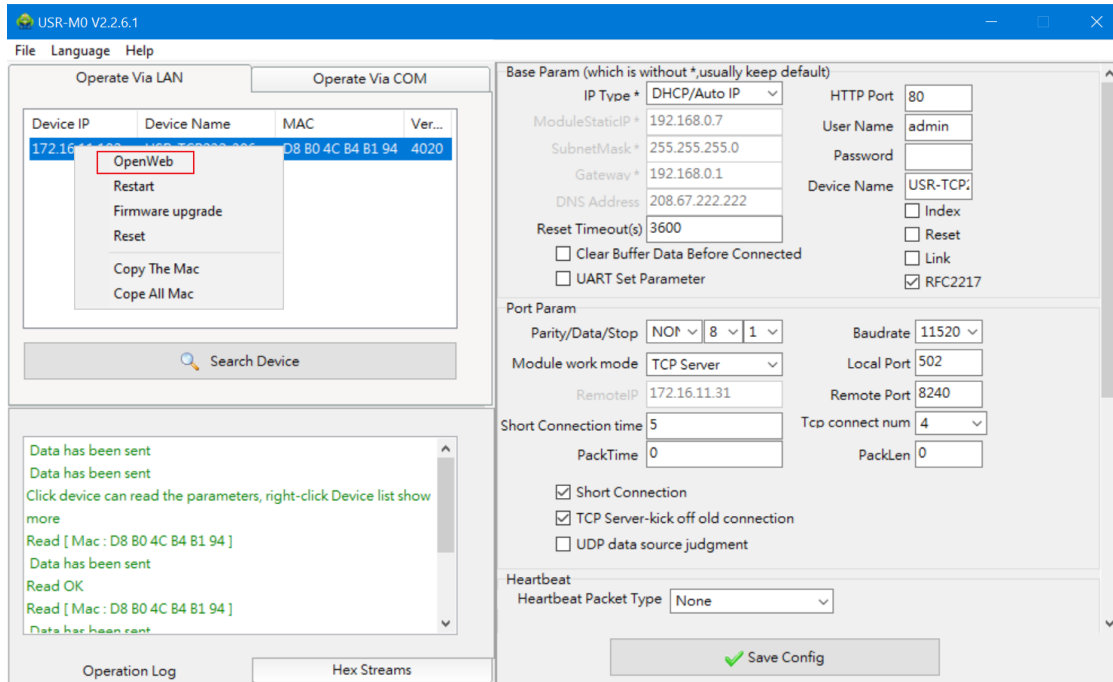 USR-M0 V2.2.6.1
File Language Help
Operate Via LAN
Operate Via COM
Device IP Device Name MAC Ver...
D8 B0 4C B4 B1 94 4020
OpenWeb
Restart
Firmware upgrade
Reset
Copy The Mac
Cope All Mac
Search Device
Data has been sent
Data has been sent
Click device can read the parameters, right-click Device list show
more
Read [ Mac : D8 B0 4C B4 B1 94 ]
Data has been sent
Read OK
Read [ Mac : D8 B0 4C B4 B1 94 ]
Data has been sent
Operation Log
Hex Streams
Base Param (which is without *,usually keep default)
IP Type * DHCP/Auto IP
ModuleStaticIP * 192.168.0.7
SubnetMask * 255.255.255.0
Gateway * 192.168.0.1
DNS Address 208.67.222.222
Reset Timeout(s) 3600
Clear Buffer Data Before Connected
UART Set Parameter
HTTP Port 80
User Name admin
Password
Device Name USR-TCP2
Index
Reset
Link
RFC2217
Port Param
Parity/Data/Stop NON 8 1
Baudrate 11520
Module work mode TCP Server
Local Port 502
RemoteIP 172.16.11.31
Remote Port 8240
Short Connection time 5
Tcp connect num 4
PackTime 0
PackLen 0
Short Connection
TCP Server-kick off old connection
UDP data source judgment
Heartbeat
Heartbeat Packet Type None
Save Config